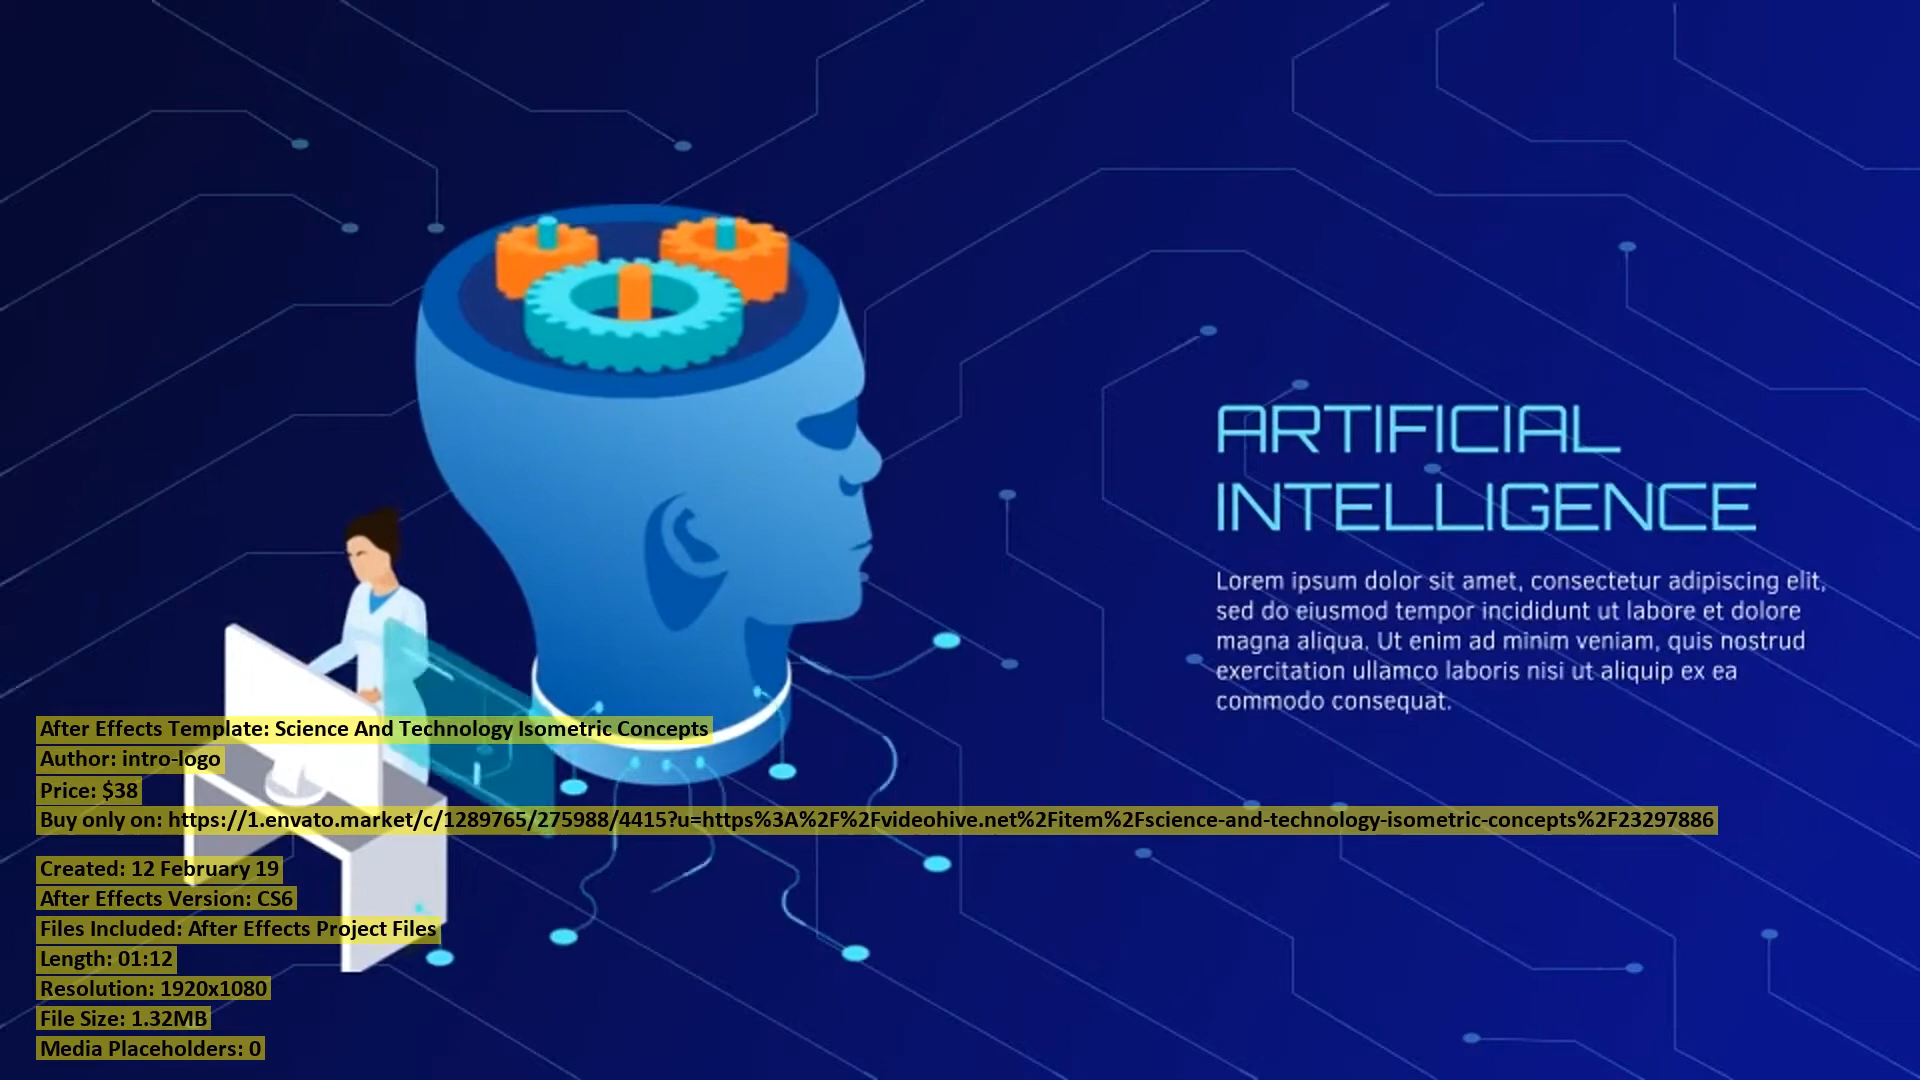 ARTIFICIAL
INTELLIGENCE
Lorem ipsum dolor sit amet, consectetur adipiscing elit,
sed do eiusmod tempor incididunt ut labore et dolore
magna aliqua. Ut enim ad minim veniam, quis nostrud
exercitation ullamco laboris nisi ut aliquip ex ea
commodo consequat.
After Effects Template: Science And Technology Isometric Concepts
Author: intro-logo
Price: $38
Buy only on: https://1.envato.market/c/1289765/275988/4415?u=https%3A%2F%2Fvideohive.net%2Fitem%2Fscience-and-technology-isometric-concepts%2F23297886
Created: 12 February 19
After Effects Version: CS6
Files Included: After Effects Project Files
Length: 01:12
Resolution: 1920x1080
File Size: 1.32MB
Media Placeholders: 0